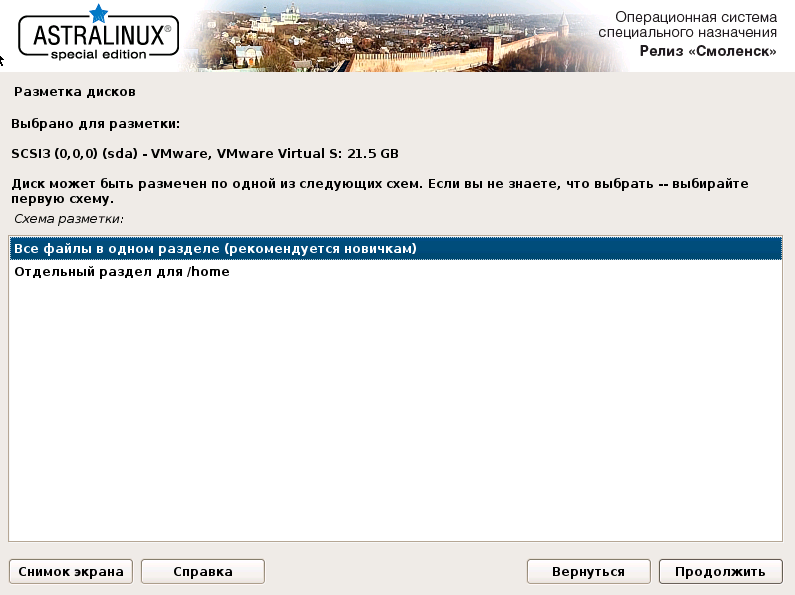 ASTRALINUX®
special edition
Операционная система
специального назначения
Релиз «Смоленск»
Разметка дисков
Выбрано для разметки:
SCSI3 (0,0,0) (sda) - VMware, VMware Virtual S: 21.5 GB
Диск может быть размечен по одной из следующих схем. Если вы не знаете, что выбрать -- выбирайте
первую схему.
Схема разметки:
Все файлы в одном разделе (рекомендуется новичкам)
Отдельный раздел для /home
Снимок экрана
Справка
Вернуться
Продолжить